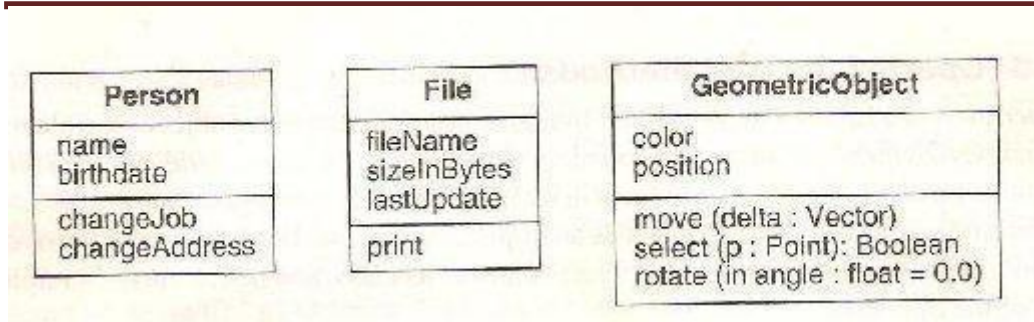 Person
name
birthdate
changeJob
changeAddress
File
fileName
sizeInBytes
lastUpdate
print
GeometricObject
color
position
move (delta : Vector)
select (p : Point): Boolean
rotate (in angle : float = 0.0)